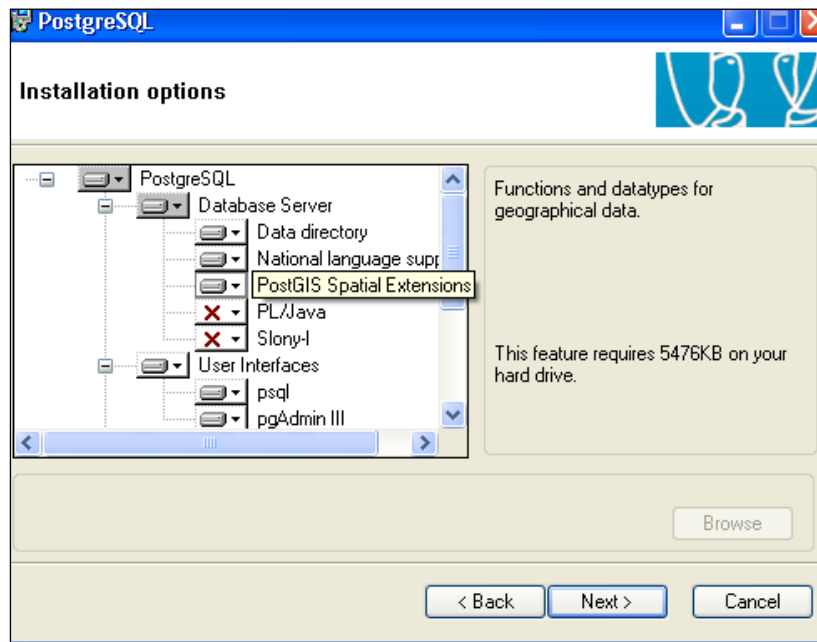 PostgreSQL
Installation options
PostgreSQL
Database Server
Data directory
National language supp
PostGIS Spatial Extensions
PL/Java
Slony-I
User Interfaces
psql
pgAdmin III
Functions and datatypes for
geographical data.
This feature requires 5476KB on your
hard drive.
Browse
< Back
Next >
Cancel